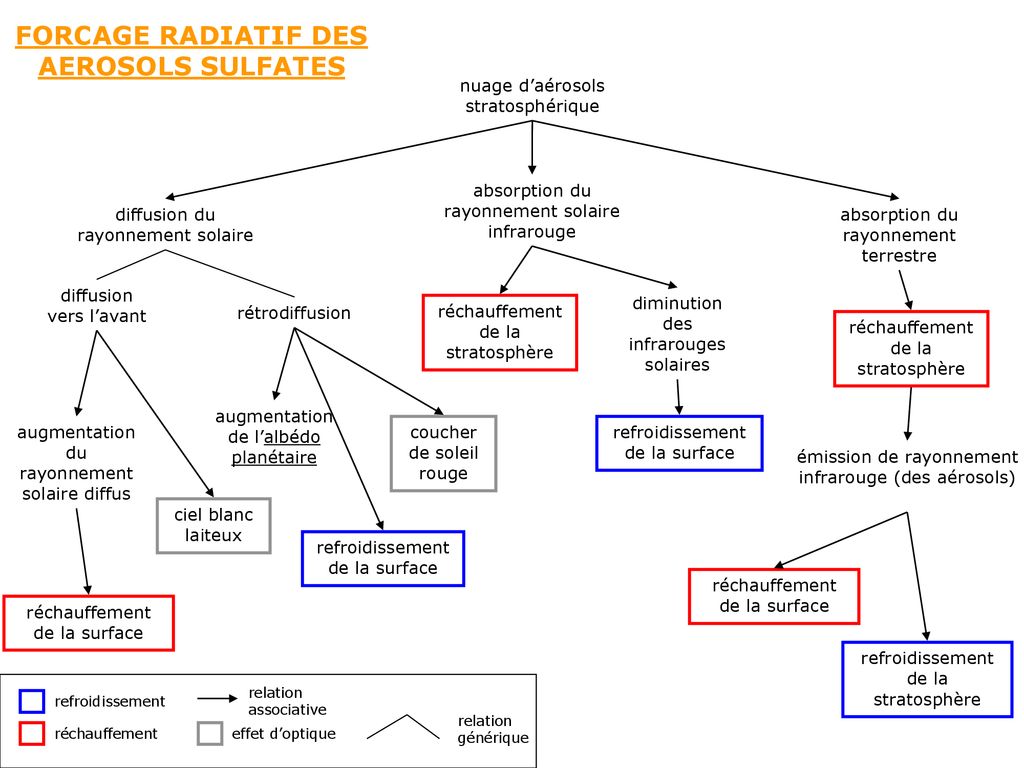 FORCAGE RADIATIF DES
AEROSOLS SULFATES
nuage d’aérosols
stratosphérique
diffusion du
rayonnement solaire
absorption du
rayonnement solaire
infrarouge
absorption du
rayonnement
terrestre
diffusion
vers l’avant
rétrodiffusion
réchauffement
de la
stratosphère
diminution
des
infrarouges
solaires
réchauffement
de la
stratosphère
augmentation
du
rayonnement
solaire diffus
augmentation
de l’albédo
planétaire
coucher
de soleil
rouge
refroidissement
de la surface
émission de rayonnement
infrarouge (des aérosols)
ciel blanc
laiteux
refroidissement
de la surface
réchauffement
de la surface
réchauffement
de la surface
refroidissement
de la
stratosphère
refroidissement
relation
associative
réchauffement
effet d’optique
relation
générique